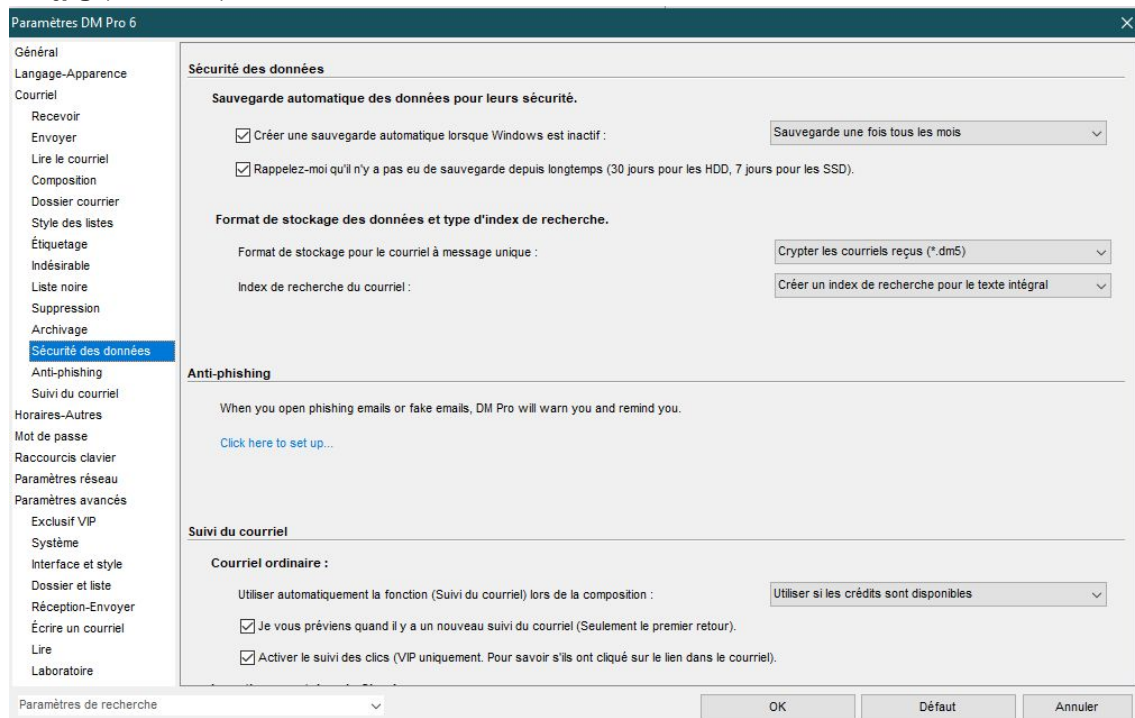 Paramètres DM Pro 6
Général
Langage-Apparence
Courriel
Recevoir
Envoyer
Lire le courriel
Composition
Dossier courrier
Style des listes
Étiquetage
Indésirable
Liste noire
Suppression
Archivage
Sécurité des données
Anti-phishing
Suivi du courriel
Horaires-Autres
Mot de passe
Raccourcis clavier
Paramètres réseau
Paramètres avancés
Exclusif VIP
Système
Interface et style
Dossier et liste
Réception-Envoyer
Écrire un courriel
Lire
Laboratoire
Sécurité des données
Sauvegarde automatique des données pour leurs sécurité.
Créer une sauvegarde automatique lorsque Windows est inactif : Sauvegarde une fois tous les mois
Rappelez-moi qu'il n'y a pas eu de sauvegarde depuis longtemps (30 jours pour les HDD, 7 jours pour les SSD).
Format de stockage des données et type d'index de recherche.
Format de stockage pour le courriel à message unique : Crypter les courriels reçus (*.dm5)
Index de recherche du courriel : Créer un index de recherche pour le texte intégral
Anti-phishing
When you open phishing emails or fake emails, DM Pro will warn you and remind you.
Click here to set up...
Suivi du courriel
Courriel ordinaire :
Utiliser automatiquement la fonction (Suivi du courriel) lors de la composition : Utiliser si les crédits sont disponibles
Je vous préviens quand il y a un nouveau suivi du courriel (Seulement le premier retour).
Activer le suivi des clics (VIP uniquement. Pour savoir s'ils ont cliqué sur le lien dans le courriel).
Paramètres de recherche
OK Défaut Annuler